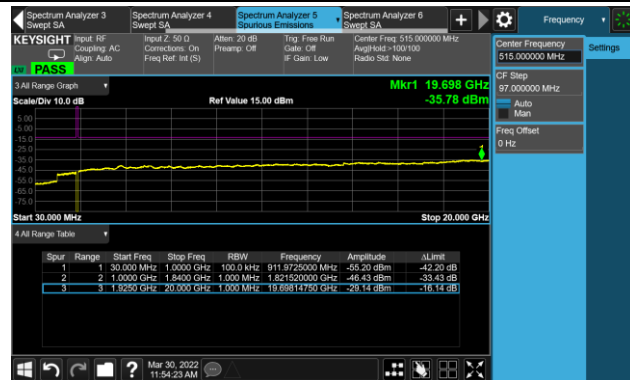 Spectrum Analyzer 3 Spectrum Analyzer 4 Spectrum Analyzer 5 Spectrum Analyzer 6 + Frequency
Swept SA Swept SA Spurious Emissions Swept SA
KEYSIGHT Input: RF Input Z: 50 Ω Atten: 20 dB Trig: Free Run Center Freq: 515.000000 MHz
Coupling: AC Corrections: On Preamp: Off Gate: Off Avg|Hold:>100/100
Align: Auto Freq Ref: Int (S) IF Gain: Low Radio Std: None
PASS
Center Frequency Settings
515.000000 MHz
CF Step
97.000000 MHz
Auto
Man
Freq Offset
0 Hz
3 All Range Graph Mkr1 19.698 GHz
Scale/Div 10.0 dB Ref Value 15.00 dBm -35.78 dBm
5.00
-5.00
-15.0
-25.0
-35.0
-45.0
-55.0
-65.0
-75.0
1
Start 30.000 MHz Stop 20.000 GHz
4 All Range Table
Spur Range Start Freq Stop Freq RBW Frequency Amplitude ΔLimit
1 1 30.000 MHz 1.0000 GHz 100.0 kHz 911.9725000 MHz -55.20 dBm -42.20 dB
2 2 1.0000 GHz 1.8400 GHz 1.000 MHz 1.821520000 GHz -46.43 dBm -33.43 dB
3 3 1.9250 GHz 20.000 GHz 1.000 MHz 19.69814750 GHz -29.14 dBm -16.14 dB
? Mar 30, 2022
11:54:23 AM